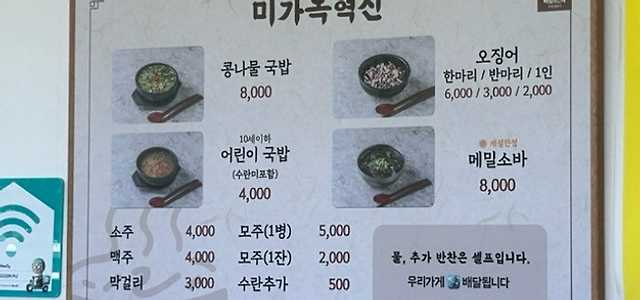 미가옥혁신
콩나물 국밥
8,000
오징어
한마리 / 반마리 / 1인
6,000 / 3,000 / 2,000
10세이하
어린이 국밥
(수란미포함)
4,000
계절한정
메밀소바
8,000
소주 4,000 모주(1병) 5,000
맥주 4,000 모주(1잔) 2,000
막걸리 3,000 수란추가 500
물, 추가 반찬은 셀프입니다.
우리가게 배달됩니다